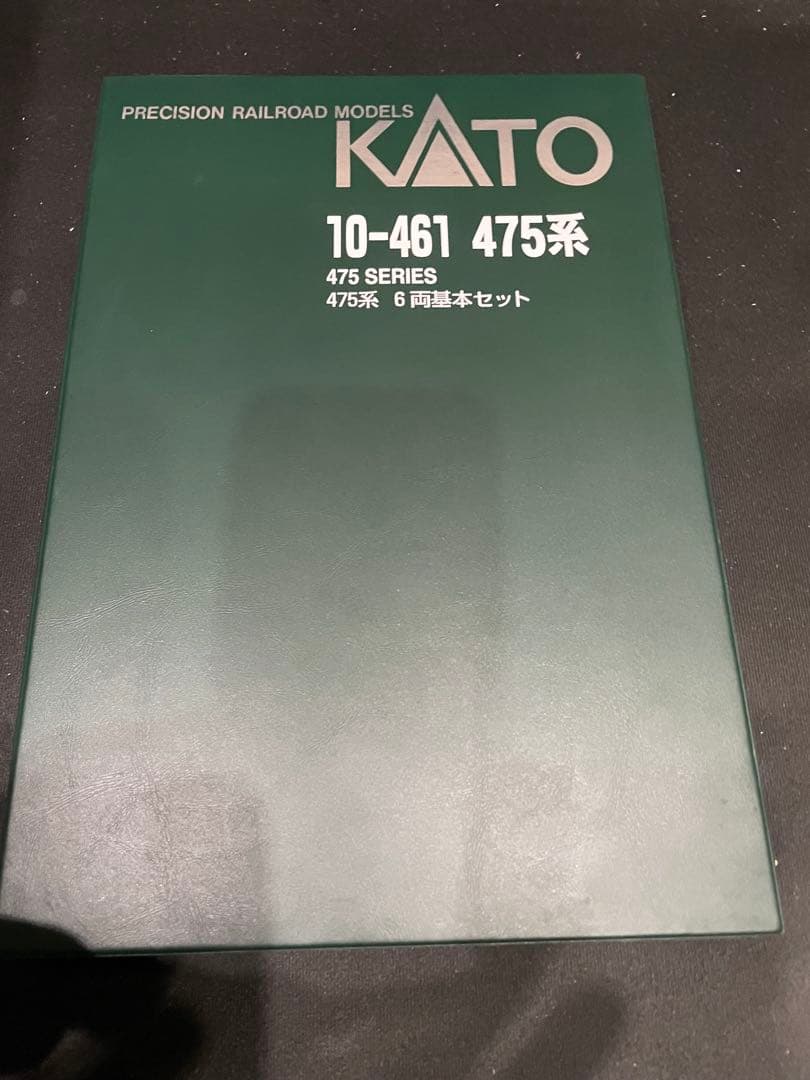 PRECISION RAILROAD MODELS
KATO
10-461 475系
475 SERIES
475系 6両基本セット